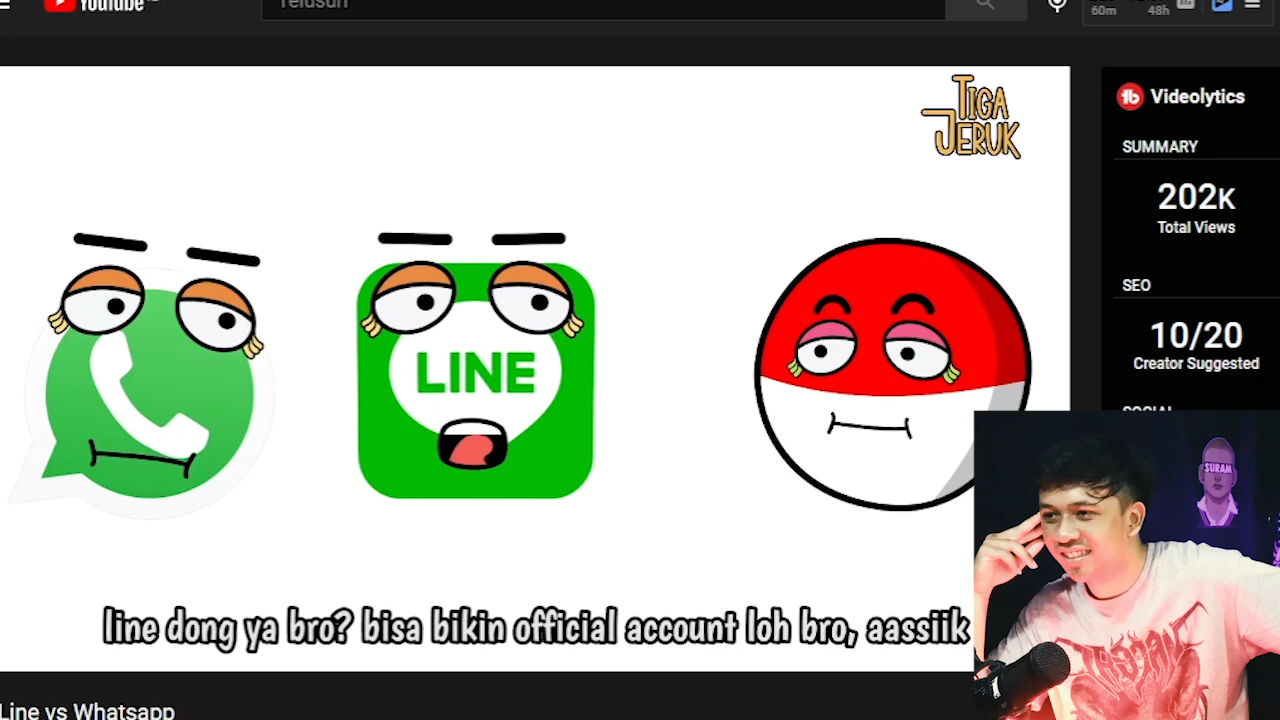 YouTube
Telusuri
60m
48h
TIGA
JERUK
Videolytics
SUMMARY
202K
Total Views
SEO
10/20
Creator Suggested
SOCIAL
LINE
SURAM
line dong ya bro? bisa bikin official account loh bro, aassiik
Line vs Whatsapp